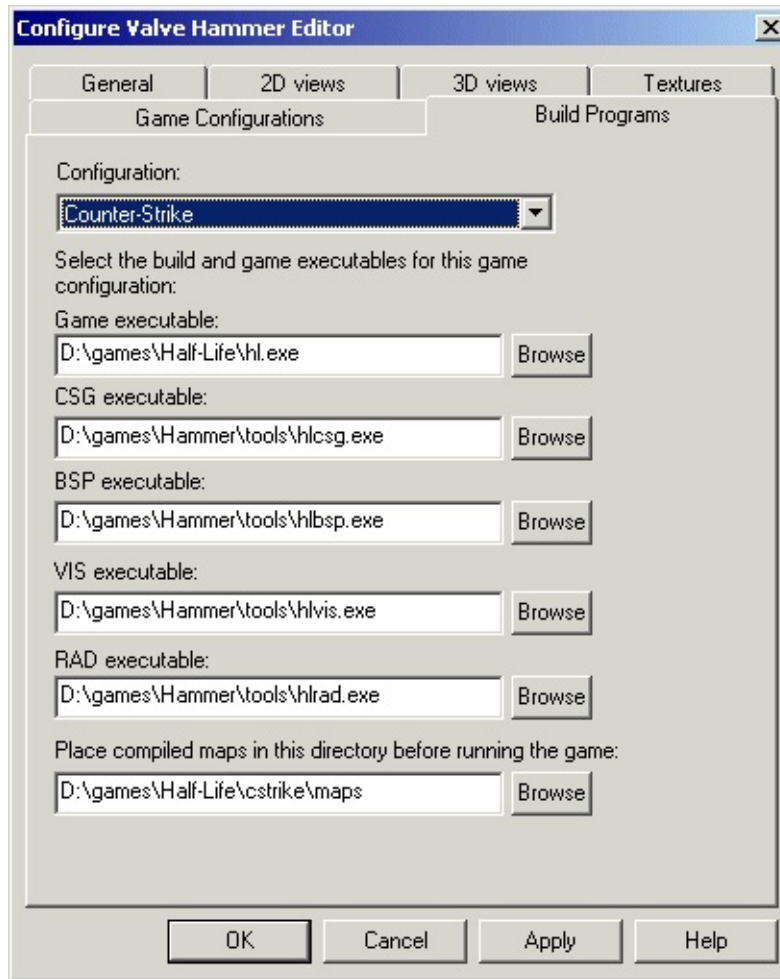 Configure Valve Hammer Editor
General 2D views 3D views Textures
Game Configurations Build Programs
Configuration:
Counter-Strike
Select the build and game executables for this game
configuration:
Game executable:
D:\games\Half-Life\hl.exe Browse
CSG executable:
D:\games\Hammer\tools\hlcsg.exe Browse
BSP executable:
D:\games\Hammer\tools\hlbsp.exe Browse
VIS executable:
D:\games\Hammer\tools\hlvis.exe Browse
RAD executable:
D:\games\Hammer\tools\hlrad.exe Browse
Place compiled maps in this directory before running the game:
D:\games\Half-Life\cstrike\maps Browse
OK Cancel Apply Help